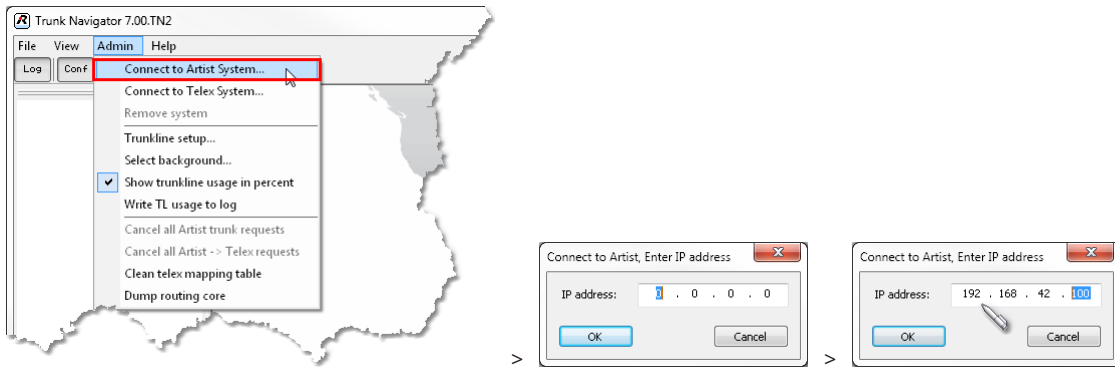 Trunk Navigator 7.00.TN2
File View Admin Help
Log Conf
Connect to Artist System...
Connect to Telex System...
Remove system
Trunkline setup...
Select background...
Show trunkline usage in percent
Write TL usage to log
Cancel all Artist trunk requests
Cancel all Artist -> Telex requests
Clean telex mapping table
Dump routing core
>
Connect to Artist, Enter IP address
IP address: 0 . 0 . 0 . 0
OK Cancel
>
Connect to Artist, Enter IP address
IP address: 192 . 168 . 42 . 100
OK Cancel